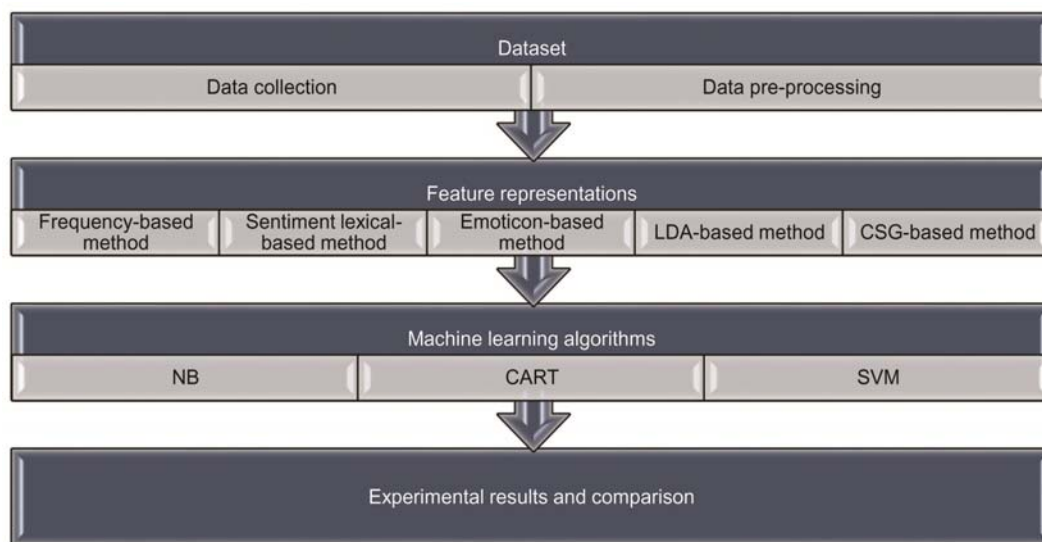 Dataset
Data collection
Data pre-processing
Feature representations
Frequency-based
method
Sentiment lexical-
based method
Emoticon-based
method
LDA-based method
CSG-based method
Machine learning algorithms
NB
CART
SVM
Experimental results and comparison